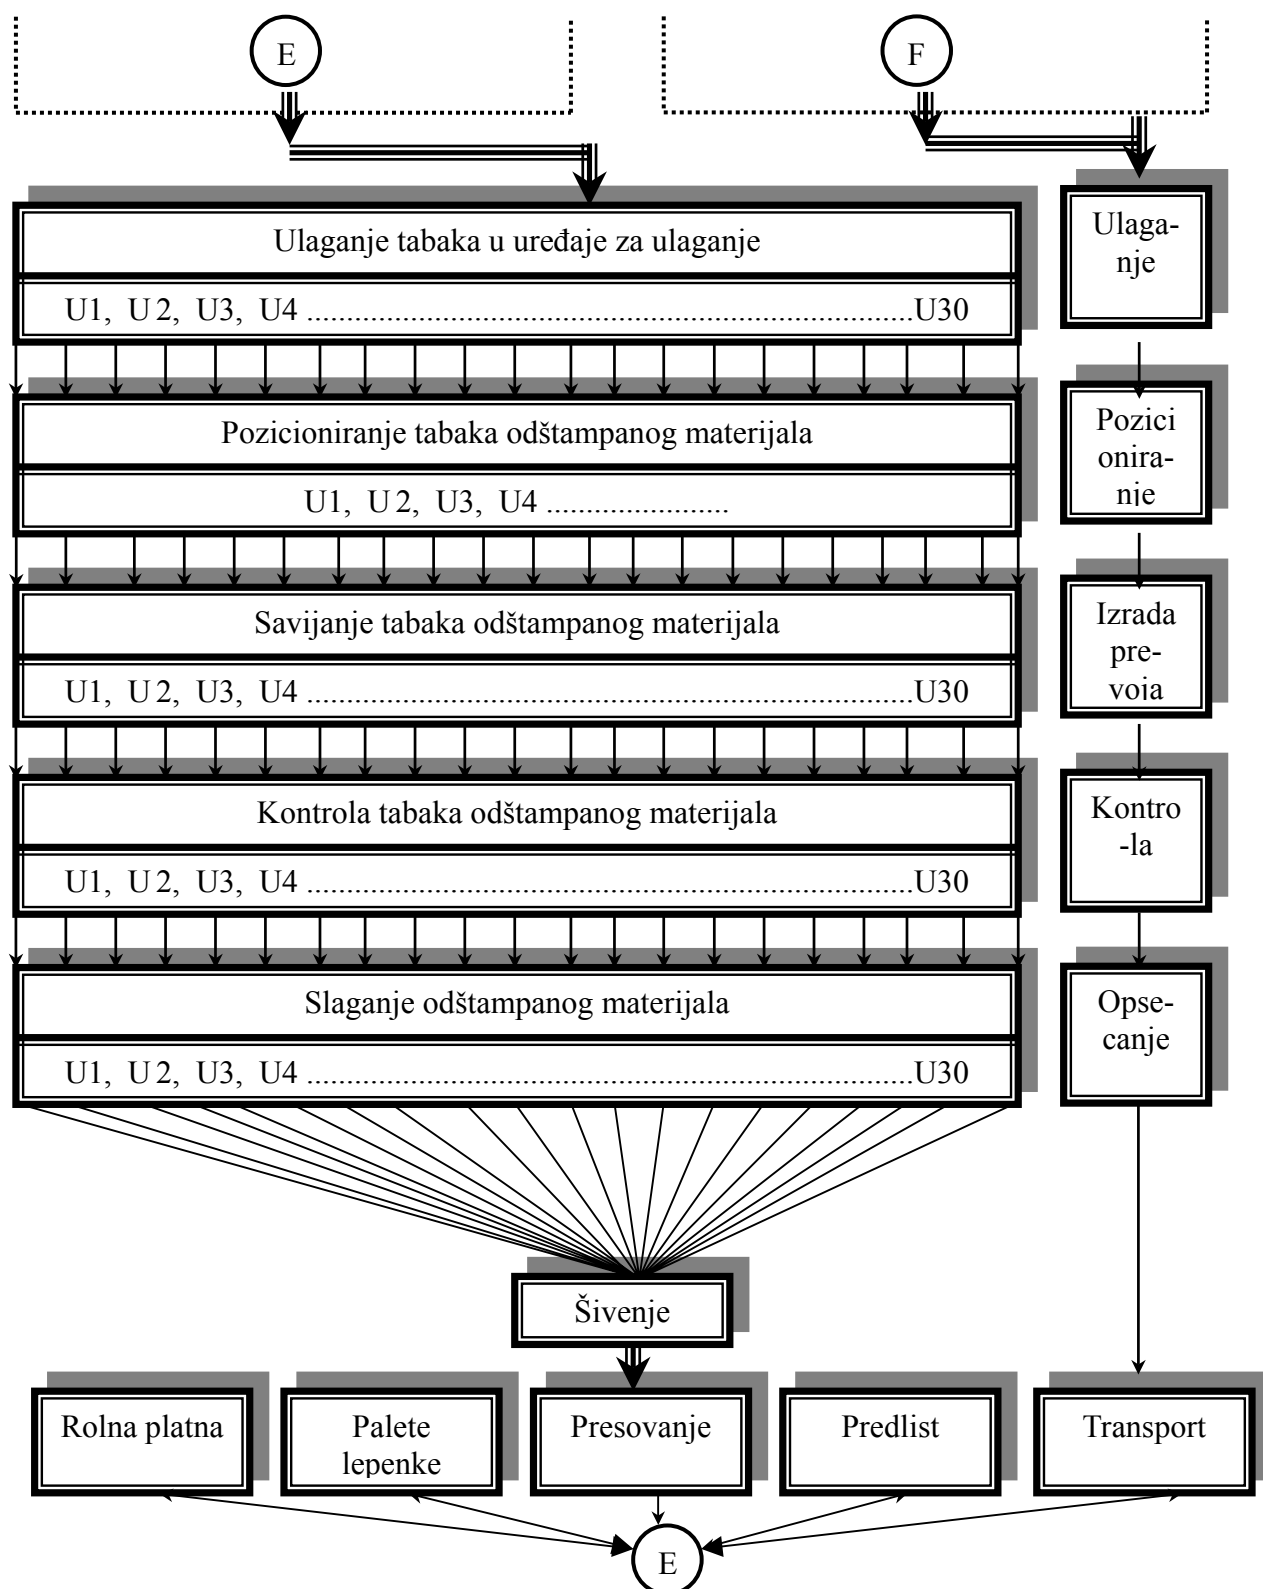 E
F
Ulaganje tabaka u uređaje za ulaganje
U1, U 2, U3, U4 ...........................................................................U30
Ulaga-
nje
Pozicioniranje tabaka odštampanog materijala
U1, U 2, U3, U4 .......................
Pozici
onira-
nje
Savijanje tabaka odštampanog materijala
U1, U 2, U3, U4 ...........................................................................U30
Izrada
pre-
voja
Kontrola tabaka odštampanog materijala
U1, U 2, U3, U4 ...........................................................................U30
Kontro
-la
Slaganje odštampanog materijala
U1, U 2, U3, U4 ...........................................................................U30
Opse-
canje
Šivenje
Rolna platna
Palete
lepenke
Presovanje
Predlist
Transport
E